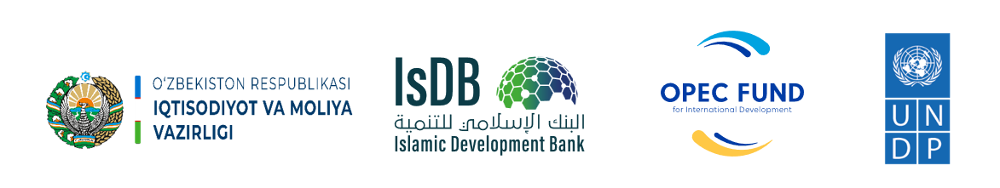 O‘ZBEKISTON RESPUBLIKASI
IQTISODIYOT VA MOLIYA
VAZIRLIGI
IsDB
البنك الإسلامي للتنمية
Islamic Development Bank
OPEC FUND
for International Development
U N
D P